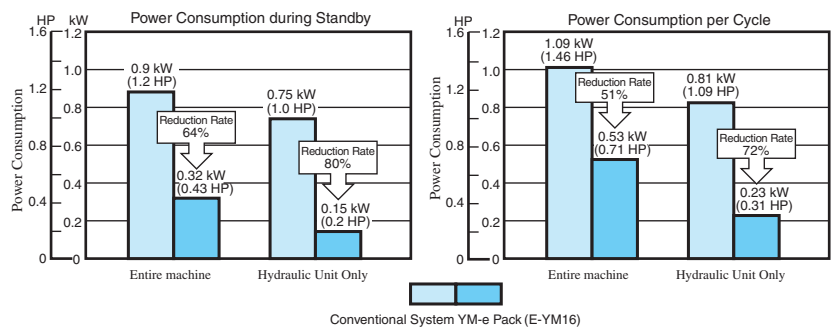 Power Consumption during Standby
HP kW
1.6 1.2
1.0
1.2
0.8
0.8 0.6
0.4
0.4
0.2
0 0
Power Consumption
0.9 kW
(1.2 HP)
Reduction Rate
64%
0.32 kW
(0.43 HP)
0.75 kW
(1.0 HP)
Reduction Rate
80%
0.15 kW
(0.2 HP)
Entire machine
Hydraulic Unit Only
Power Consumption per Cycle
HP kW
1.6 1.2
1.0
1.2
0.8
0.8 0.6
0.4
0.4
0.2
0 0
Power Consumption
1.09 kW
(1.46 HP)
Reduction Rate
51%
0.53 kW
(0.71 HP)
0.81 kW
(1.09 HP)
Reduction Rate
72%
0.23 kW
(0.31 HP)
Entire machine
Hydraulic Unit Only
Conventional System YM-e Pack (E-YM16)